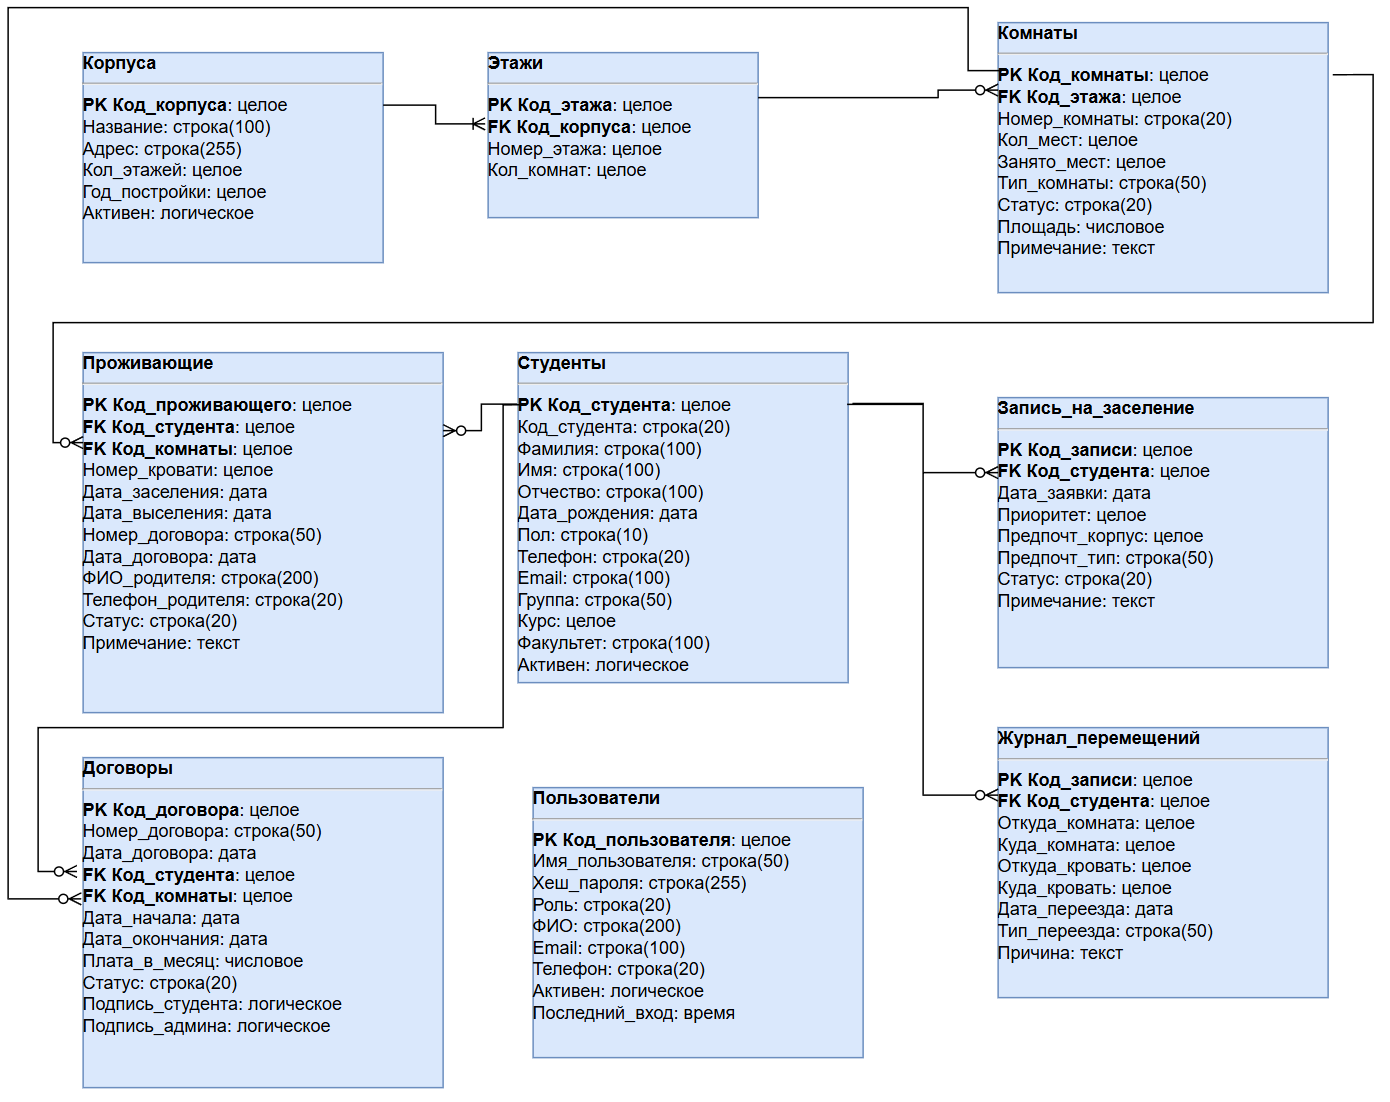 Корпуса
PK Код_корпуса: целое
Название: строка(100)
Адрес: строка(255)
Кол_этажей: целое
Год_постройки: целое
Активен: логическое
Этажи
PK Код_этажа: целое
FK Код_корпуса: целое
Номер_этажа: целое
Кол_комнат: целое
Комнаты
PK Код_комнаты: целое
FK Код_этажа: целое
Номер_комнаты: строка(20)
Кол_мест: целое
Занято_мест: целое
Тип_комнаты: строка(50)
Статус: строка(20)
Площадь: числовое
Примечание: текст
Проживающие
PK Код_проживающего: целое
FK Код_студента: целое
FK Код_комнаты: целое
Номер_кровати: целое
Дата_заселения: дата
Дата_выселения: дата
Номер_договора: строка(50)
Дата_договора: дата
ФИО_родителя: строка(200)
Телефон_родителя: строка(20)
Статус: строка(20)
Примечание: текст
Студенты
PK Код_студента: целое
Код_студента: строка(20)
Фамилия: строка(100)
Имя: строка(100)
Отчество: строка(100)
Дата_рождения: дата
Пол: строка(10)
Телефон: строка(20)
Email: строка(100)
Группа: строка(50)
Курс: целое
Факультет: строка(100)
Активен: логическое
Запись_на_заселение
PK Код_записи: целое
FK Код_студента: целое
Дата_заявки: дата
Приоритет: целое
Предпочт_корпус: целое
Предпочт_тип: строка(50)
Статус: строка(20)
Примечание: текст
Договоры
PK Код_договора: целое
Номер_договора: строка(50)
Дата_договора: дата
FK Код_студента: целое
FK Код_комнаты: целое
Дата_начала: дата
Дата_окончания: дата
Плата_в_месяц: числовое
Статус: строка(20)
Подпись_студента: логическое
Подпись_админа: логическое
Пользователи
PK Код_пользователя: целое
Имя_пользователя: строка(50)
Хеш_пароля: строка(255)
Роль: строка(20)
ФИО: строка(200)
Email: строка(100)
Телефон: строка(20)
Активен: логическое
Последний_вход: время
Журнал_перемещений
PK Код_записи: целое
FK Код_студента: целое
Откуда_комната: целое
Куда_комната: целое
Откуда_кровать: целое
Куда_кровать: целое
Дата_переезда: дата
Тип_переезда: строка(50)
Причина: текст